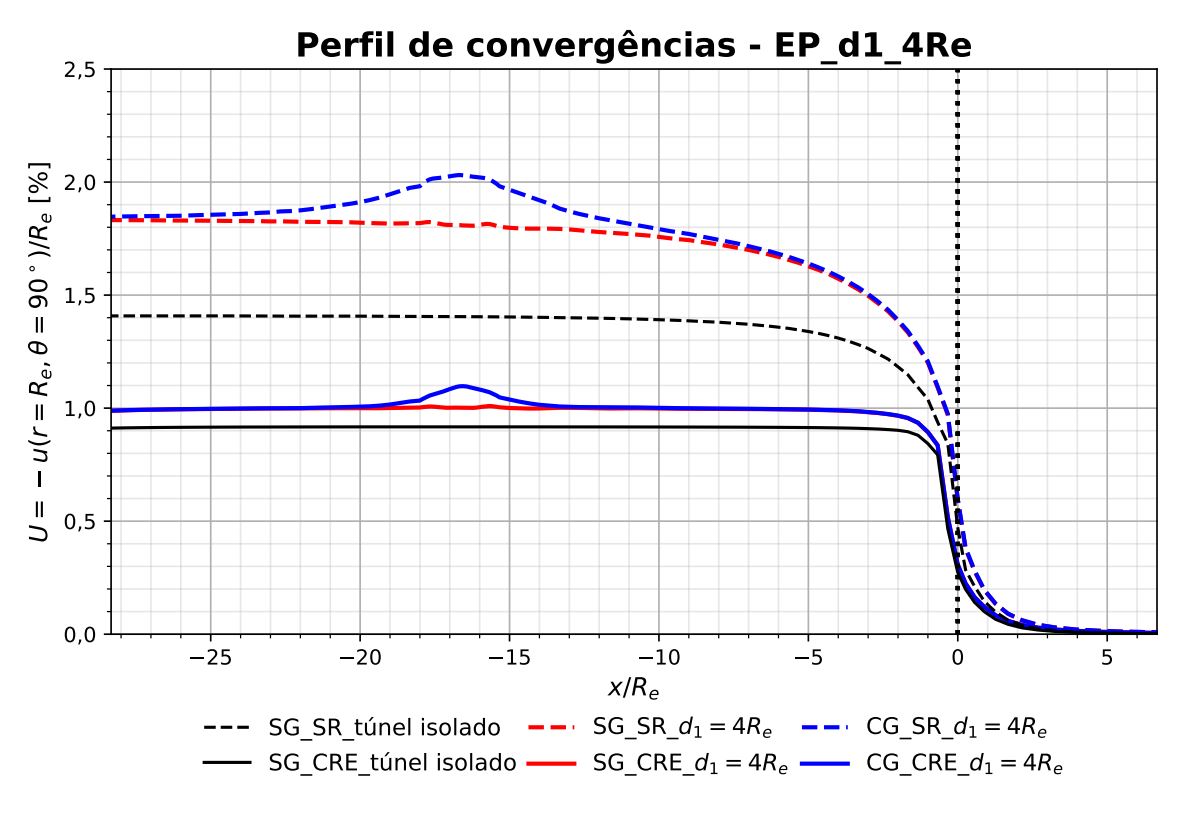 Perfil de convergências - EP_d1_4Re
2,5
2,0
1,5
1,0
0,5
0,0
U = − u(r = Re, θ = 90°)/Re [%]
−25 −20 −15 −10 −5 0 5
x/Re
SG_SR_túnel isolado SG_SR_d1 = 4Re CG_SR_d1 = 4Re
SG_CRE_túnel isolado SG_CRE_d1 = 4Re CG_CRE_d1 = 4Re